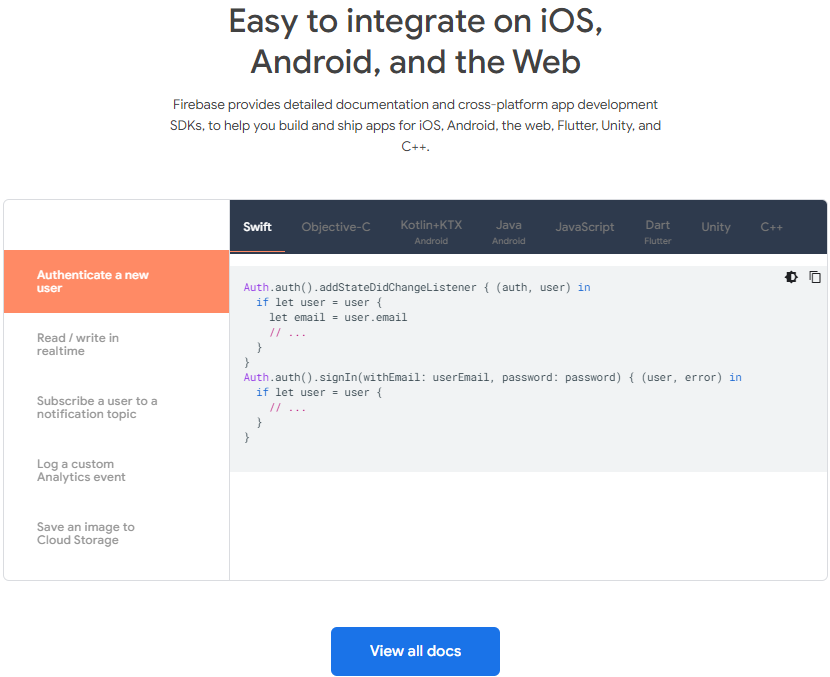 Easy to integrate on iOS,
Android, and the Web
Firebase provides detailed documentation and cross-platform app development
SDKs, to help you build and ship apps for iOS, Android, the web, Flutter, Unity, and
C++.
Swift
Objective-C
Kotlin+KTX
Android
Java
Android
JavaScript
Dart
Flutter
Unity
C++
Authenticate a new
user
Read / write in
realtime
Subscribe a user to a
notification topic
Log a custom
Analytics event
Save an image to
Cloud Storage
Auth.auth().addStateDidChangeListener { (auth, user) in
  if let user = user {
    let email = user.email
    // ...
  }
}
Auth.auth().signIn(withEmail: userEmail, password: password) { (user, error) in
  if let user = user {
    // ...
  }
}
View all docs